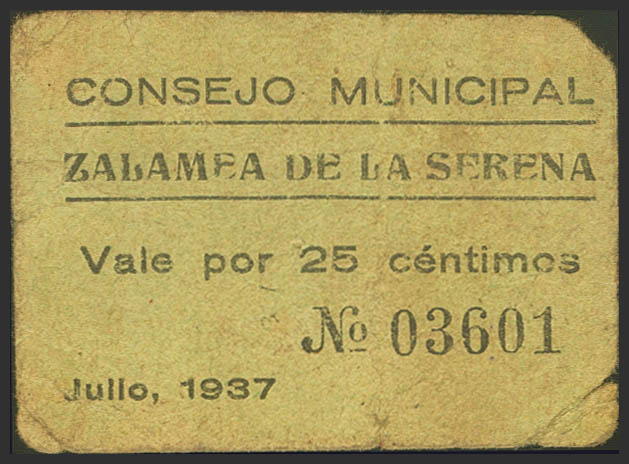 CONSEJO MUNICIPAL
ZALAMEA DE LA SERENA
Vale por 25 céntimos
No 03601
Julio, 1937